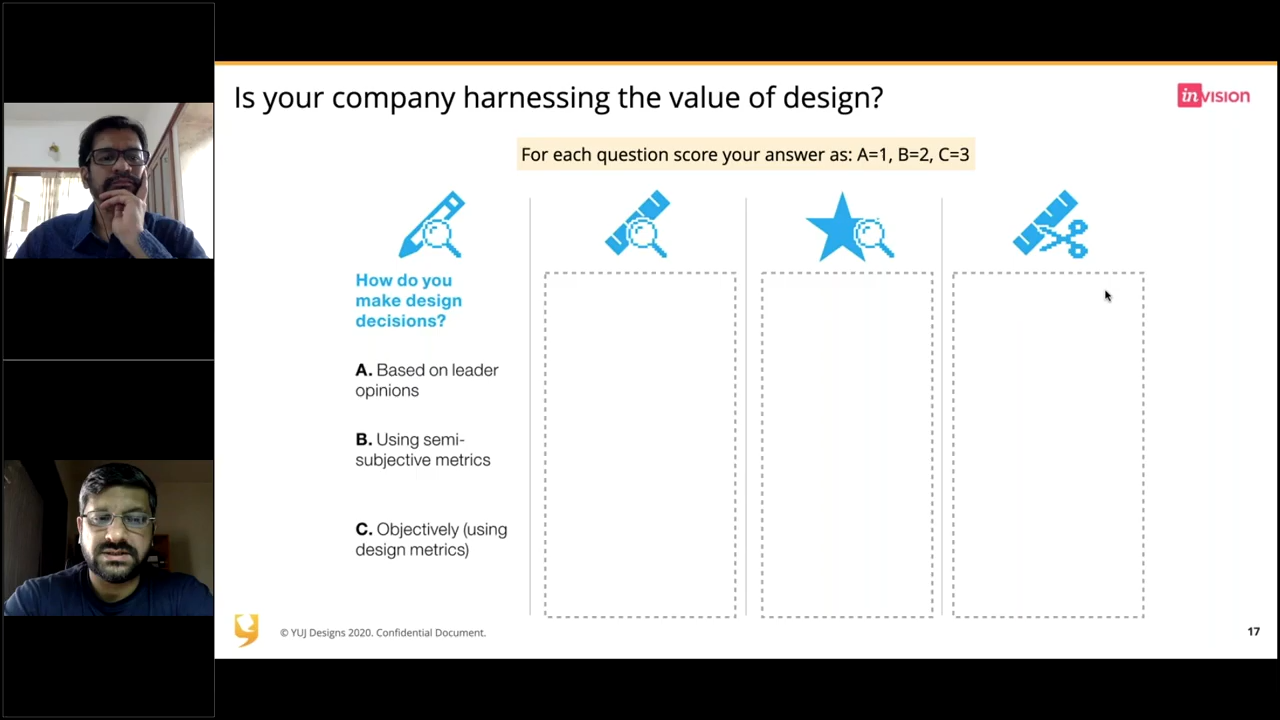 Is your company harnessing the value of design?
invision
For each question score your answer as: A=1, B=2, C=3
How do you
make design
decisions?
A. Based on leader
opinions
B. Using semi-
subjective metrics
C. Objectively (using
design metrics)
© YUJ Designs 2020. Confidential Document.
17